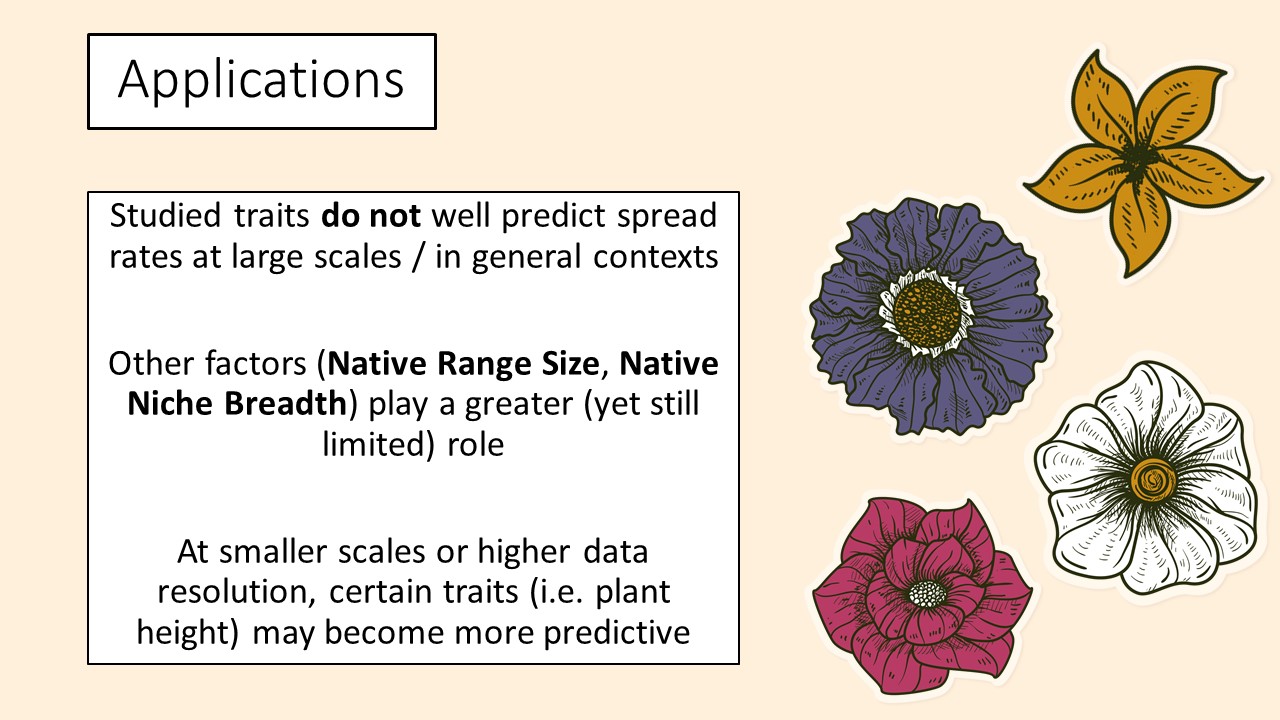 Applications
Studied traits do not well predict spread
rates at large scales / in general contexts
Other factors (Native Range Size, Native
Niche Breadth) play a greater (yet still
limited) role
At smaller scales or higher data
resolution, certain traits (i.e. plant
height) may become more predictive